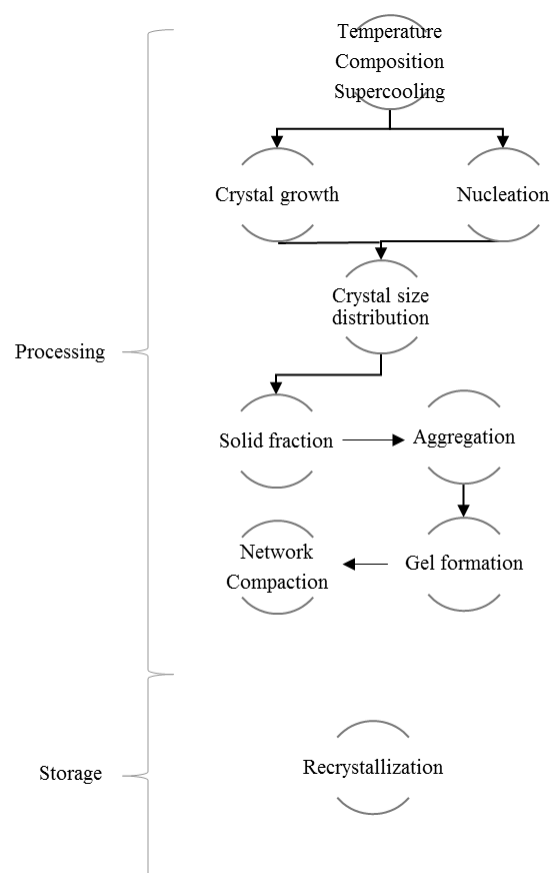 Temperature
Composition
Supercooling
Crystal growth
Nucleation
Crystal size
distribution
Processing
Solid fraction
Aggregation
Network
Compaction
Gel formation
Storage
Recrystallization